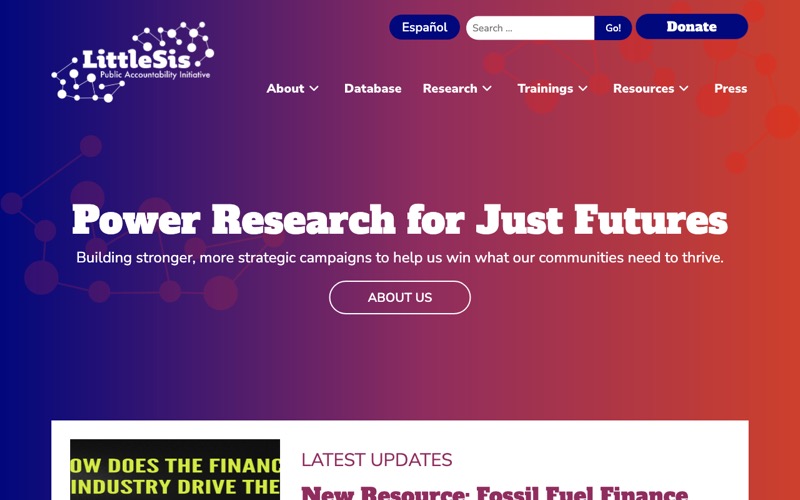 LittleSis
Public Accountability Initiative
Español
Search ...
Go!
Donate
About
Database
Research
Trainings
Resources
Press
Power Research for Just Futures
Building stronger, more strategic campaigns to help us win what our communities need to thrive.
ABOUT US
OW DOES THE FINANC
INDUSTRY DRIVE THE
LATEST UPDATES
New Resource: Fossil Fuel Finance